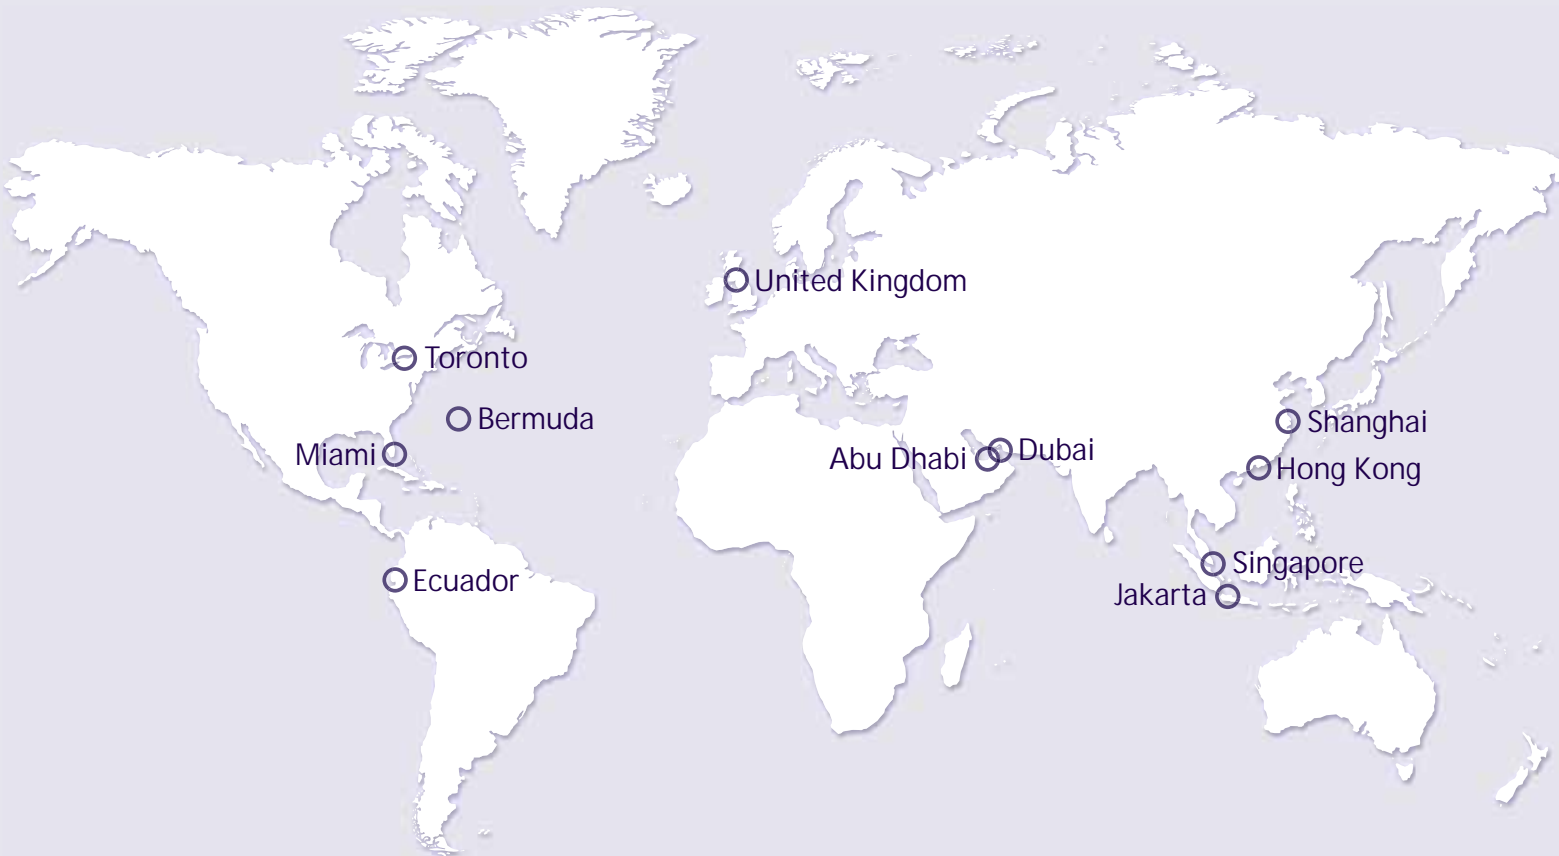 United Kingdom
Toronto
Bermuda
Miami
Shanghai
Abu Dhabi
Dubai
Hong Kong
Ecuador
Singapore
Jakarta